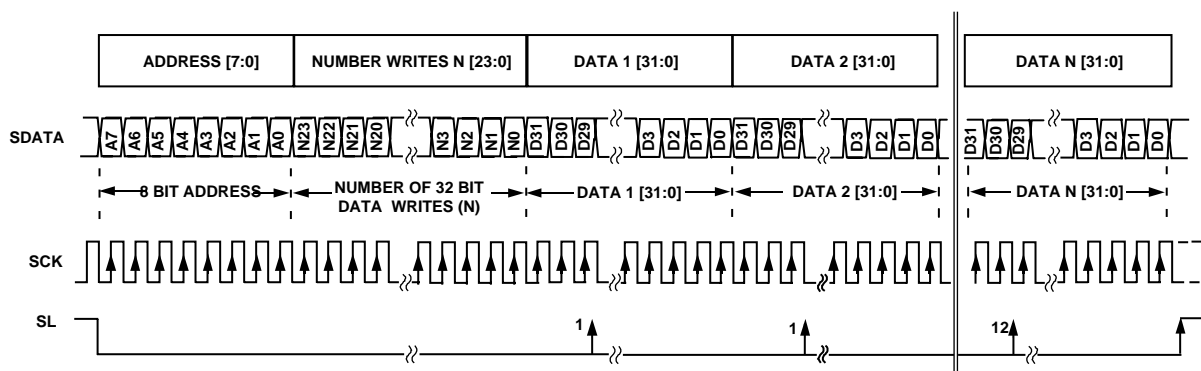 ADDRESS [7:0] NUMBER WRITES N [23:0] DATA 1 [31:0] DATA 2 [31:0] DATA N [31:0]
SDATA A7 A6 A5 A4 A3 A2 A1 A0 N23 N22 N21 N20 N3 N2 N1 N0 D31 D30 D29 D3 D2 D1 D0 D31 D30 D29 D3 D2 D1 D0 D31 D30 D29 D3 D2 D1 D0
8 BIT ADDRESS NUMBER OF 32 BIT DATA 1 [31:0] DATA 2 [31:0] DATA N [31:0]
DATA WRITES (N)
SCK
SL 1 1 12